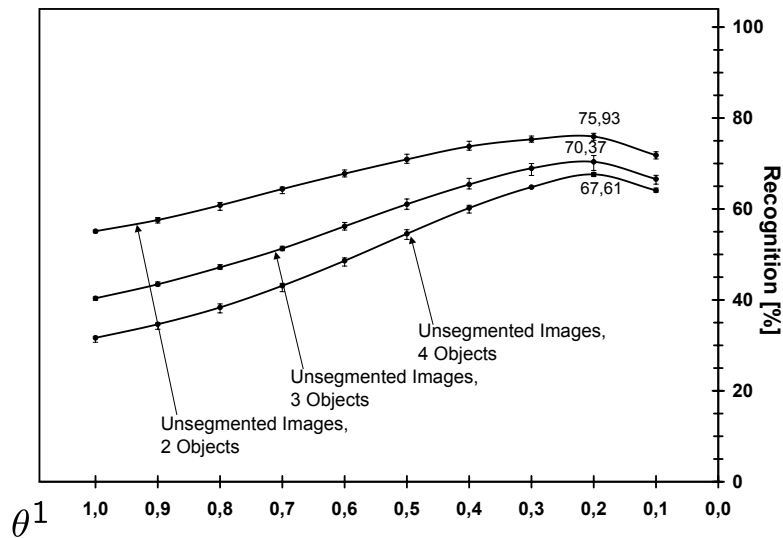 100
80
60
40
20
0
Recognition [%]
75,93
70,37
67,61
Unsegmented Images,
4 Objects
Unsegmented Images,
3 Objects
Unsegmented Images,
2 Objects
θ¹ 1,0 0,9 0,8 0,7 0,6 0,5 0,4 0,3 0,2 0,1 0,0